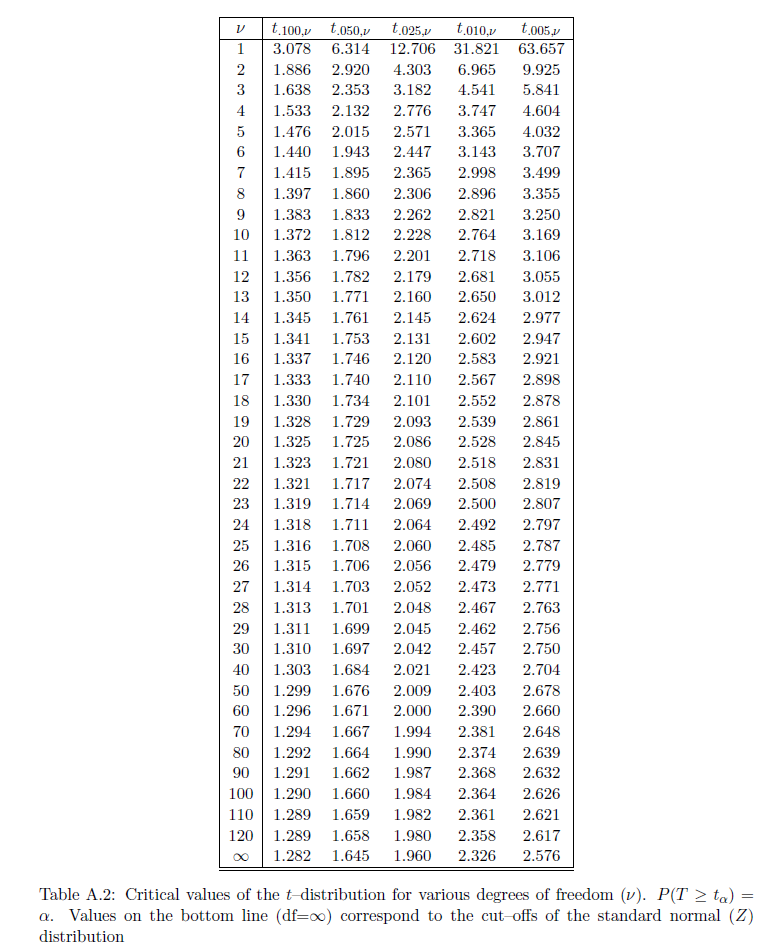 ν t.100,ν t.050,ν t.025,ν t.010,ν t.005,ν
1 3.078 6.314 12.706 31.821 63.657
2 1.886 2.920 4.303 6.965 9.925
3 1.638 2.353 3.182 4.541 5.841
4 1.533 2.132 2.776 3.747 4.604
5 1.476 2.015 2.571 3.365 4.032
6 1.440 1.943 2.447 3.143 3.707
7 1.415 1.895 2.365 2.998 3.499
8 1.397 1.860 2.306 2.896 3.355
9 1.383 1.833 2.262 2.821 3.250
10 1.372 1.812 2.228 2.764 3.169
11 1.363 1.796 2.201 2.718 3.106
12 1.356 1.782 2.179 2.681 3.055
13 1.350 1.771 2.160 2.650 3.012
14 1.345 1.761 2.145 2.624 2.977
15 1.341 1.753 2.131 2.602 2.947
16 1.337 1.746 2.120 2.583 2.921
17 1.333 1.740 2.110 2.567 2.898
18 1.330 1.734 2.101 2.552 2.878
19 1.328 1.729 2.093 2.539 2.861
20 1.325 1.725 2.086 2.528 2.845
21 1.323 1.721 2.080 2.518 2.831
22 1.321 1.717 2.074 2.508 2.819
23 1.319 1.714 2.069 2.500 2.807
24 1.318 1.711 2.064 2.492 2.797
25 1.316 1.708 2.060 2.485 2.787
26 1.315 1.706 2.056 2.479 2.779
27 1.314 1.703 2.052 2.473 2.771
28 1.313 1.701 2.048 2.467 2.763
29 1.311 1.699 2.045 2.462 2.756
30 1.310 1.697 2.042 2.457 2.750
40 1.303 1.684 2.021 2.423 2.704
50 1.299 1.676 2.009 2.403 2.678
60 1.296 1.671 2.000 2.390 2.660
70 1.294 1.667 1.994 2.381 2.648
80 1.292 1.664 1.990 2.374 2.639
90 1.291 1.662 1.987 2.368 2.632
100 1.290 1.660 1.984 2.364 2.626
110 1.289 1.659 1.982 2.361 2.621
120 1.289 1.658 1.980 2.358 2.617
∞ 1.282 1.645 1.960 2.326 2.576
Table A.2: Critical values of the t–distribution for various degrees of freedom (ν). P(T ≥ tα) =
α. Values on the bottom line (df=∞) correspond to the cut–offs of the standard normal (Z)
distribution